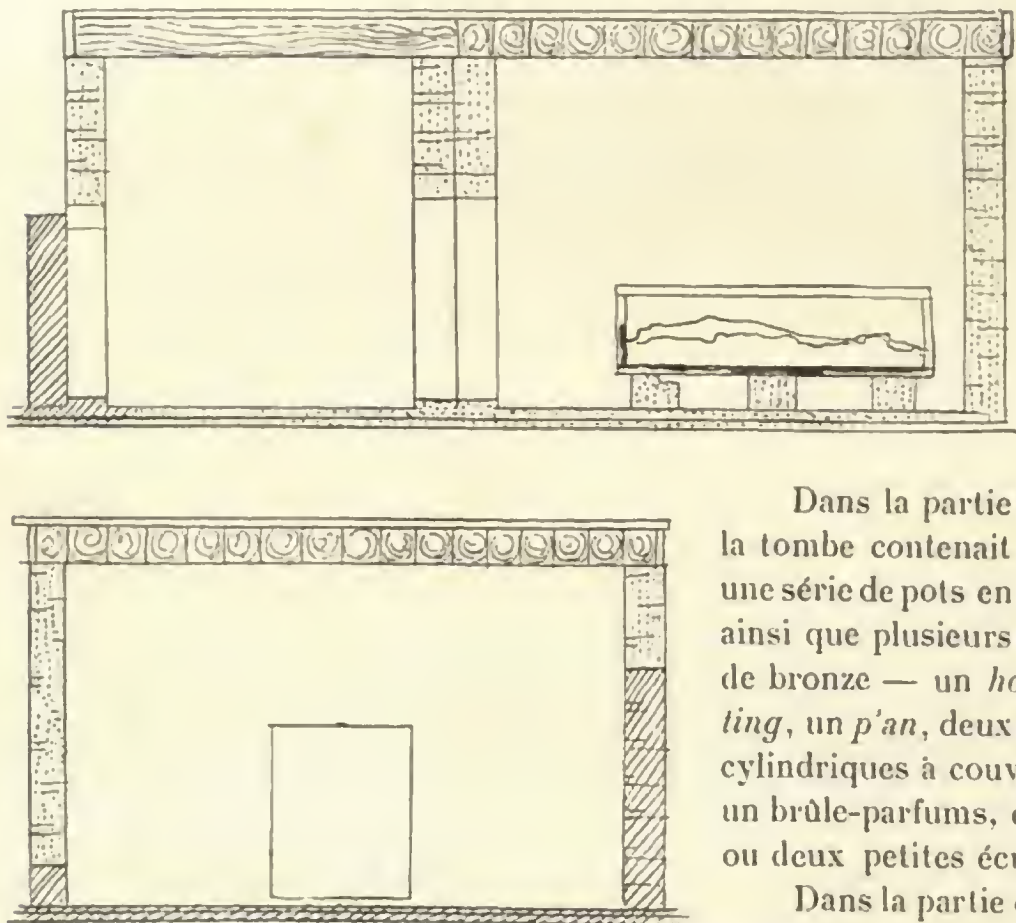 Dans la partie
la tombe contenait
une série de pots en
ainsi que plusieurs
de bronze — un
ting, un p'an, deux
cylindriques à
un brûle-parfums,
ou deux petites
Dans la partie